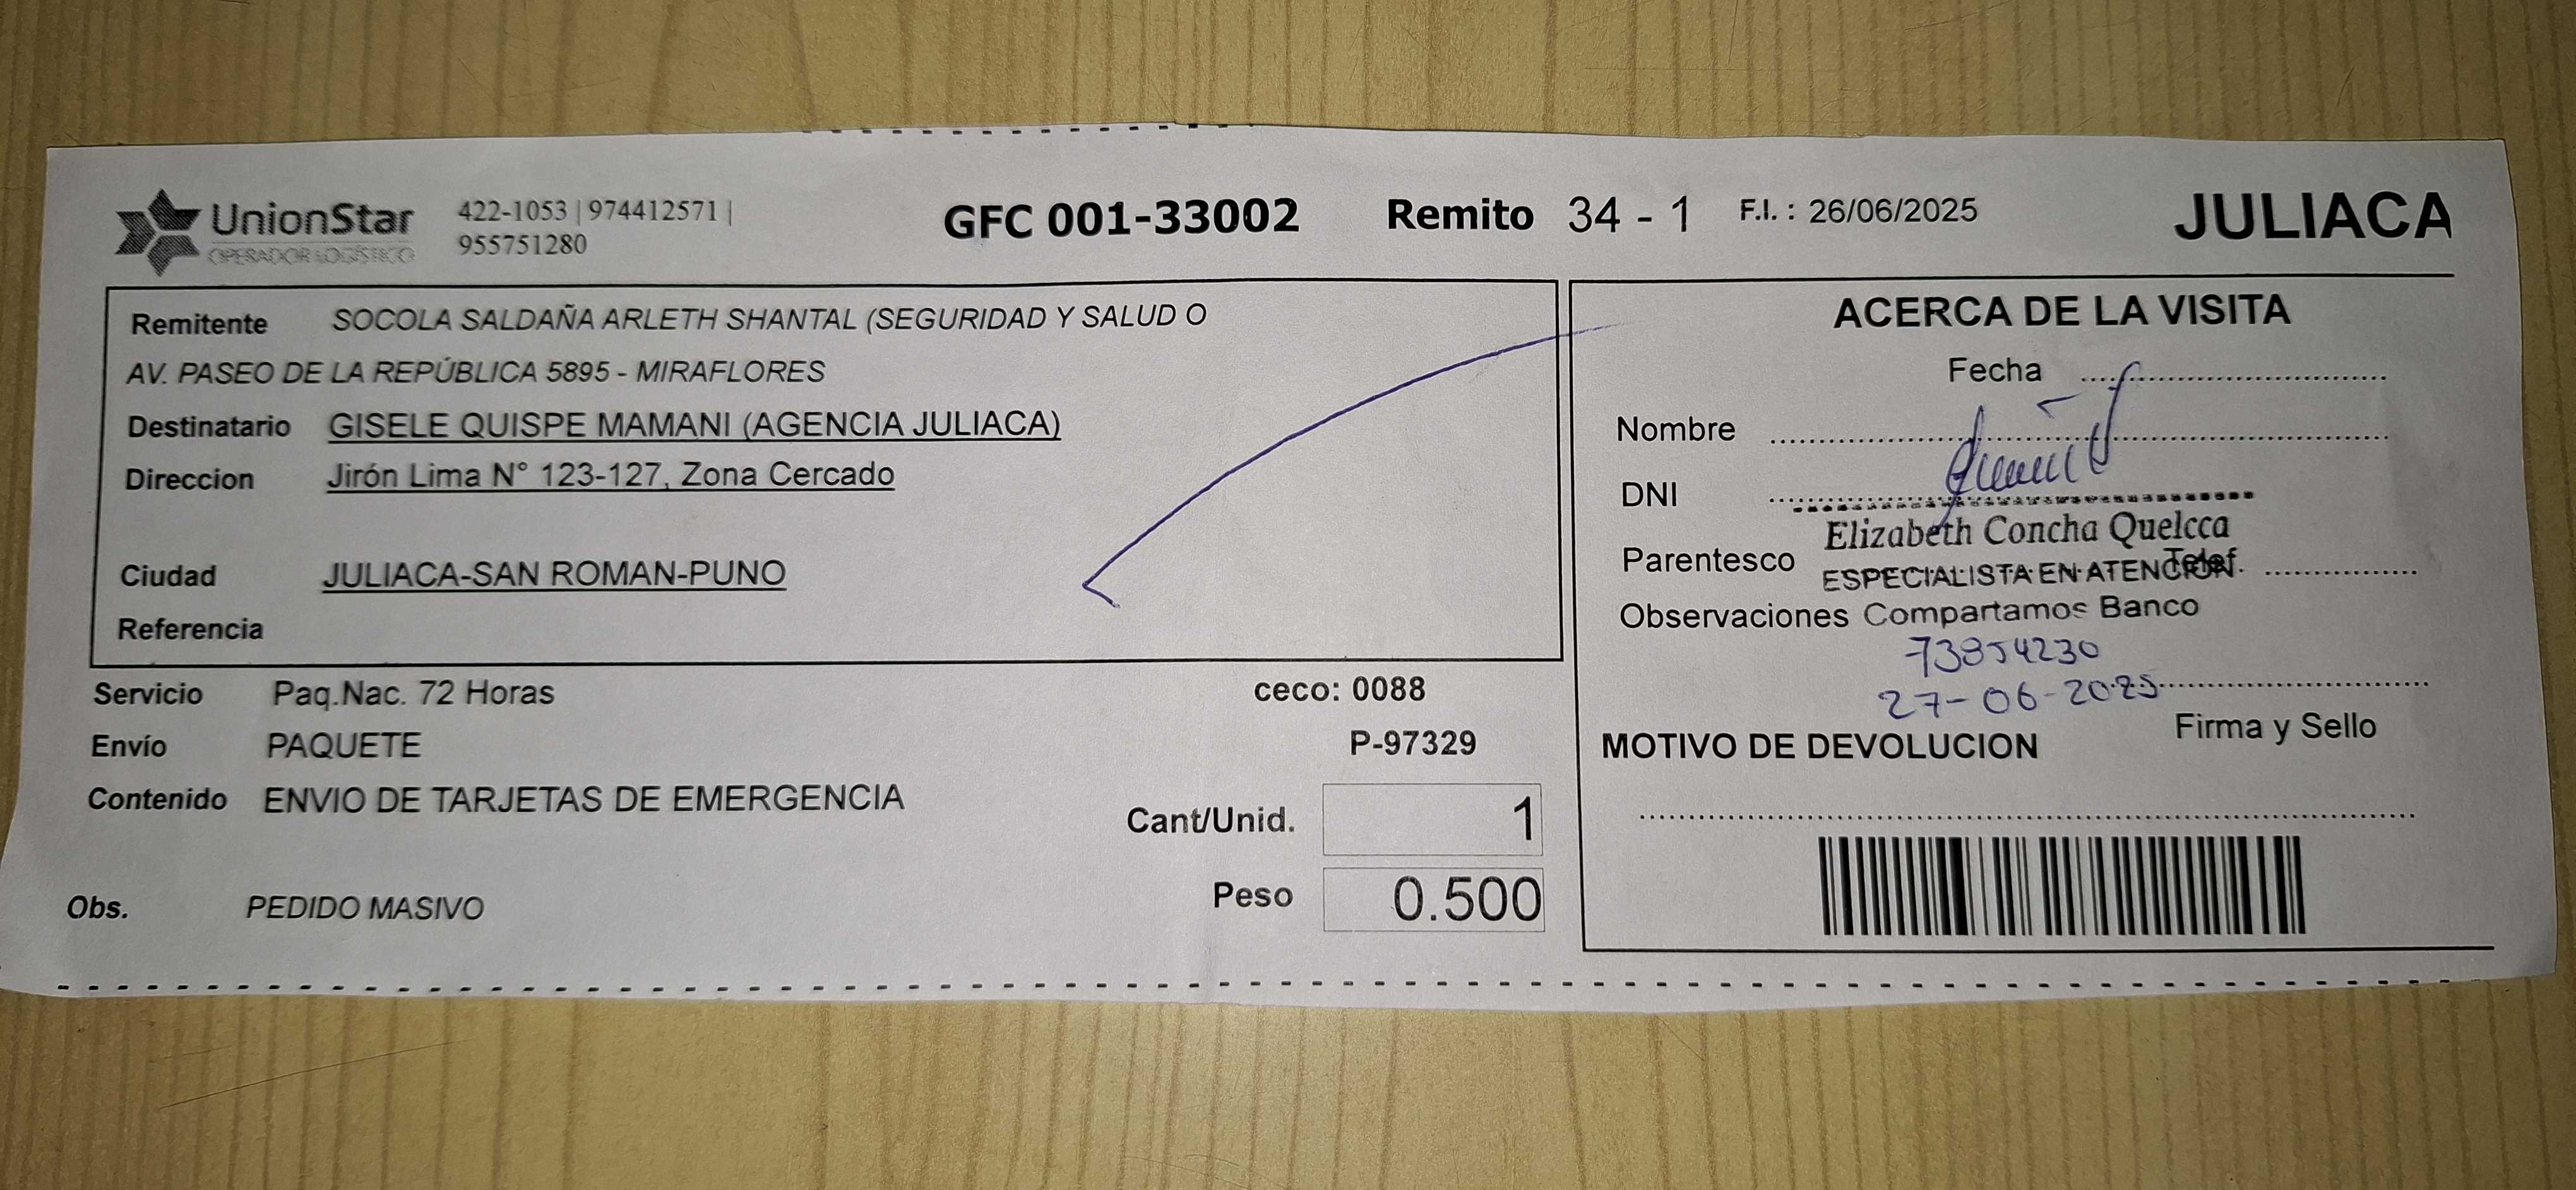 UnionStar
OPERADOR LOGÍSTICO
422-1053 | 974412571 |
955751280
GFC 001-33002 Remito 34 - 1 F.I. : 26/06/2025 JULIACA
Remitente SOCOLA SALDAÑA ARLETH SHANTAL (SEGURIDAD Y SALUD O
AV. PASEO DE LA REPÚBLICA 5895 - MIRAFLORES
Destinatario GISELE QUISPE MAMANI (AGENCIA JULIACA)
Direccion Jirón Lima N° 123-127, Zona Cercado
Ciudad JULIACA-SAN ROMAN-PUNO
Referencia
Servicio Paq.Nac. 72 Horas
ceco: 0088
Envío PAQUETE
P-97329
Contenido ENVIO DE TARJETAS DE EMERGENCIA
Cant/Unid. 1
Peso 0.500
Obs. PEDIDO MASIVO
ACERCA DE LA VISITA
Fecha
Nombre
DNI
Elizabeth Concha Quelcca
Parentesco
ESPECIALISTA EN ATENCIÓN
Telef.
Observaciones Compartamos Banco
73854230
27-06-2025
Firma y Sello
MOTIVO DE DEVOLUCION